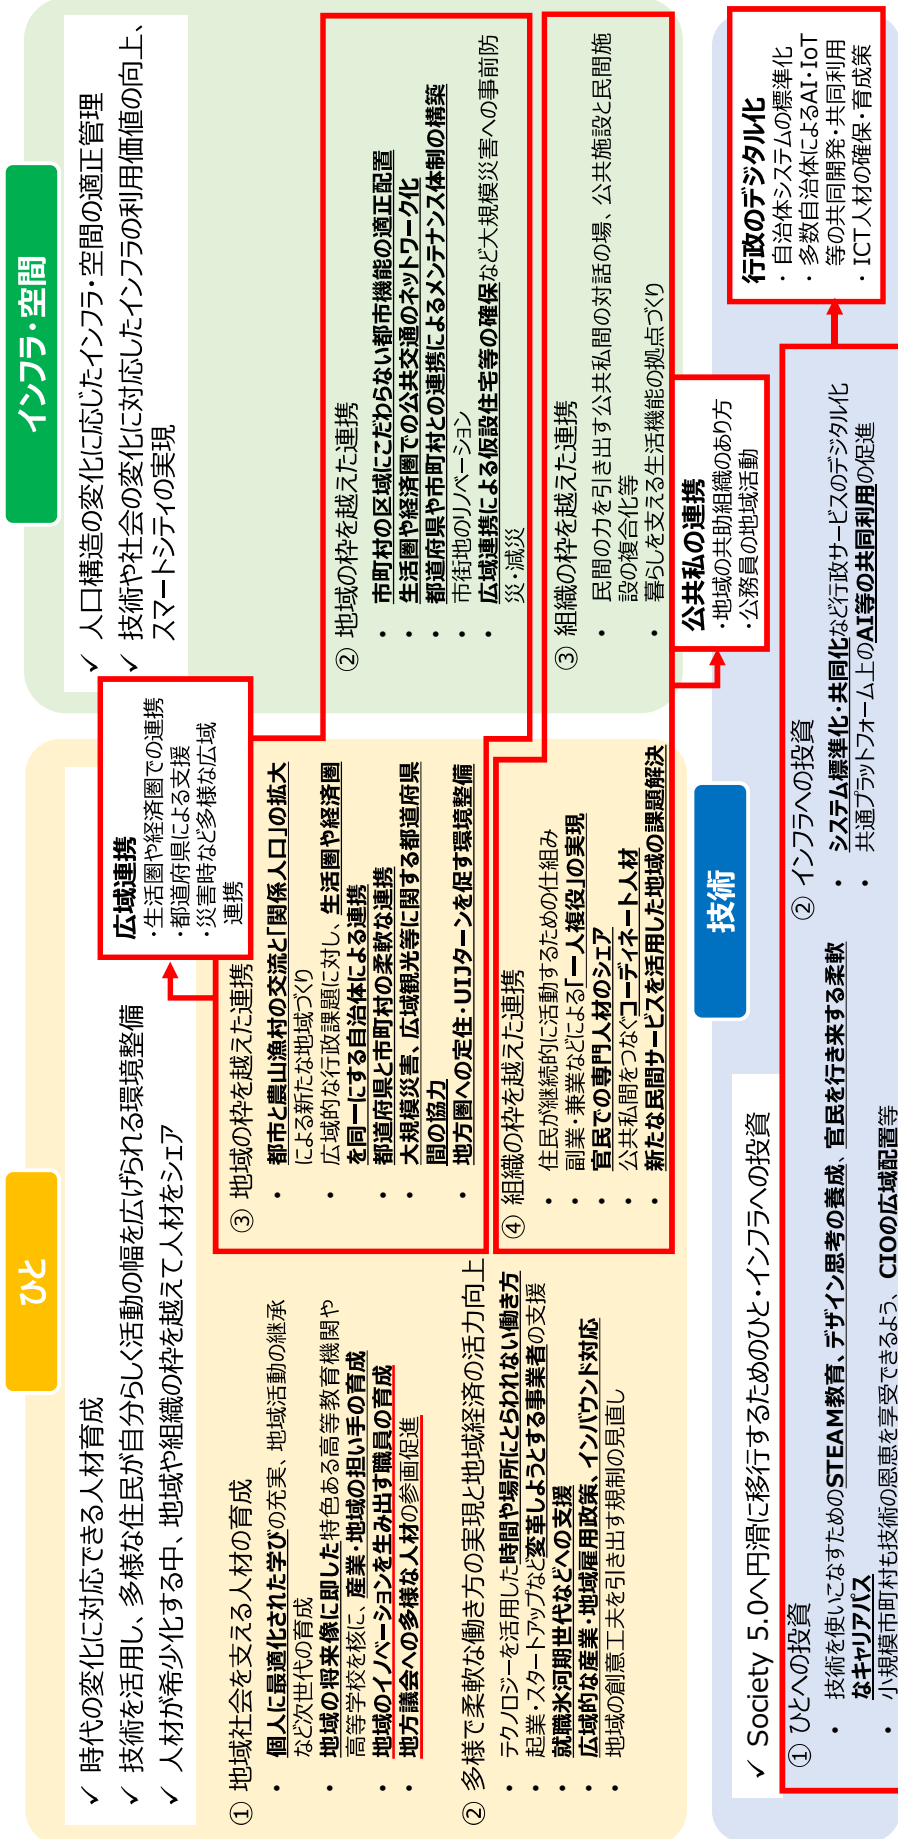 ひと
✓ 時代の変化に対応できる人材育成
✓ 技術を活用し、多様な住民が自分らしく活動の幅を広げられる環境整備
✓ 人材が希少化する中、地域や組織の枠を越えて人材をシェア
① 地域社会を支える人材の育成
• 個人に最適化された学びの充実、地域活動の継承
など次世代の育成
• 地域の将来像に即した特色ある高等教育機関や
高等学校を核に、産業・地域の担い手の育成
• 地域のイノベーションを生み出す職員の育成
• 地方議会への多様な人材の参画促進
② 多様で柔軟な働き方の実現と地域経済の活力向上
• テクノロジーを活用した時間や場所にとらわれない働き方
• 起業・スタートアップなど変革しようとする事業者の支援
• 就職氷河期世代などへの支援
• 広域的な産業・地域雇用政策、インバウンド対応
• 地域の創意工夫を引き出す規制の見直し
③ 地域の枠を越えた連携
• 都市と農山漁村の交流と「関係人口」の拡大
による新たな地域づくり
• 広域的な行政課題に対し、生活圏や経済圏
を同一にする自治体による連携
• 都道府県と市町村の柔軟な連携
• 大規模災害、広域観光等に関する都道府県
間の協力
• 地方圏への定住・UIJターンを促す環境整備
④ 組織の枠を越えた連携
• 住民が継続的に活動するための仕組み
• 副業・兼業などによる「一人複役」の実現
• 官民での専門人材のシェア
• 公共私間をつなぐコーディネート人材
• 新たな民間サービスを活用した地域の課題解決
広域連携
・生活圏や経済圏での連携
・都道府県による支援
・災害時など多様な広域
連携
インフラ・空間
✓ 人口構造の変化に応じたインフラ・空間の適正管理
✓ 技術や社会の変化に対応したインフラの利用価値の向上、
スマートシティの実現
② 地域の枠を越えた連携
• 市町村の区域にこだわらない都市機能の適正配置
• 生活圏や経済圏での公共交通のネットワーク化
• 都道府県や市町村との連携によるメンテナンス体制の構築
• 市街地のリノベーション
• 広域連携による仮設住宅等の確保など大規模災害への事前防
災・減災
③ 組織の枠を越えた連携
• 民間の力を引き出す公共私間の対話の場、公共施設と民間施
設の複合化等
• 暮らしを支える生活機能の拠点づくり
公共私の連携
・地域の共助組織のあり方
・公務員の地域活動
技術
✓ Society 5.0へ円滑に移行するためのひと・インフラへの投資
① ひとへの投資
• 技術を使いこなすためのSTEAM教育、デザイン思考の養成、官民を行き来する柔軟
なキャリアパス
• 小規模市町村も技術の恩恵を享受できるよう、CIOの広域配置等
② インフラへの投資
• システム標準化・共同化など行政サービスのデジタル化
• 共通プラットフォーム上のAI等の共同利用の促進
行政のデジタル化
・自治体システムの標準化
・多数自治体によるAI・IoT
等の共同開発・共同利用
・ICT人材の確保・育成策